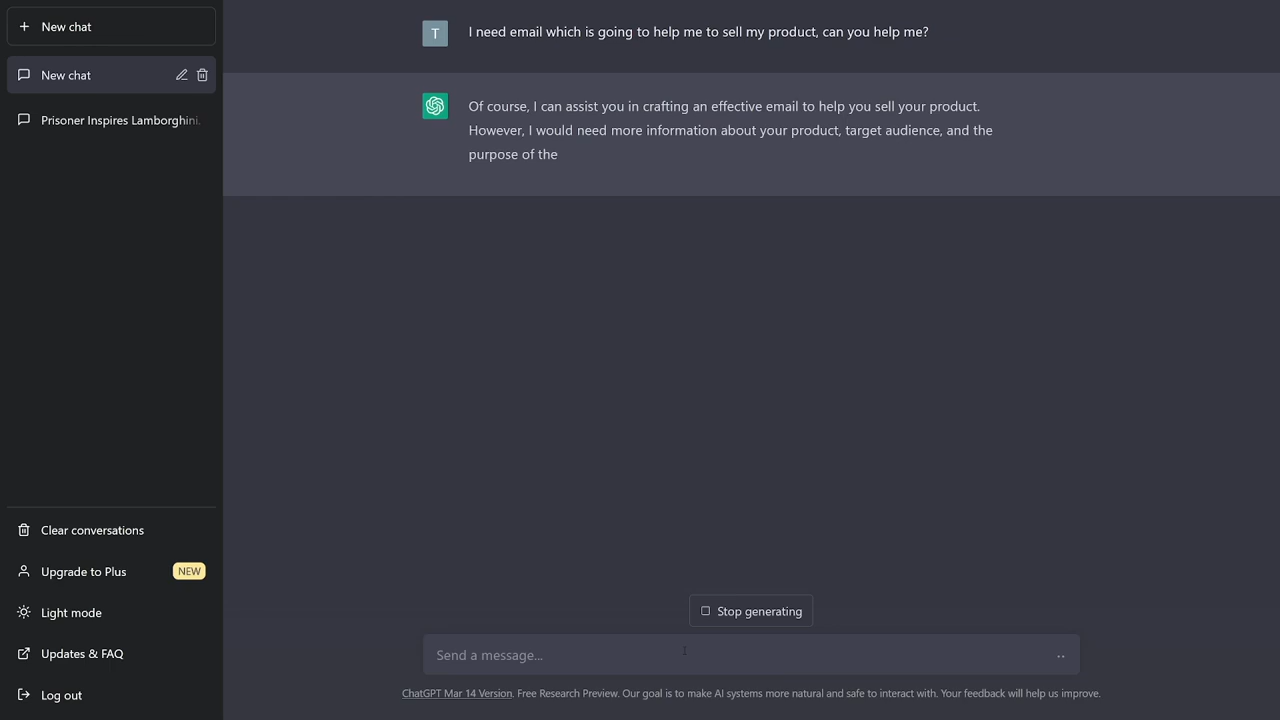 New chat
New chat
Prisoner Inspires Lamborghini.
Clear conversations
Upgrade to Plus NEW
Light mode
Updates & FAQ
Log out
T
I need email which is going to help me to sell my product, can you help me?
Of course, I can assist you in crafting an effective email to help you sell your product.
However, I would need more information about your product, target audience, and the
purpose of the
Stop generating
Send a message...
ChatGPT Mar 14 Version. Free Research Preview. Our goal is to make AI systems more natural and safe to interact with. Your feedback will help us improve.